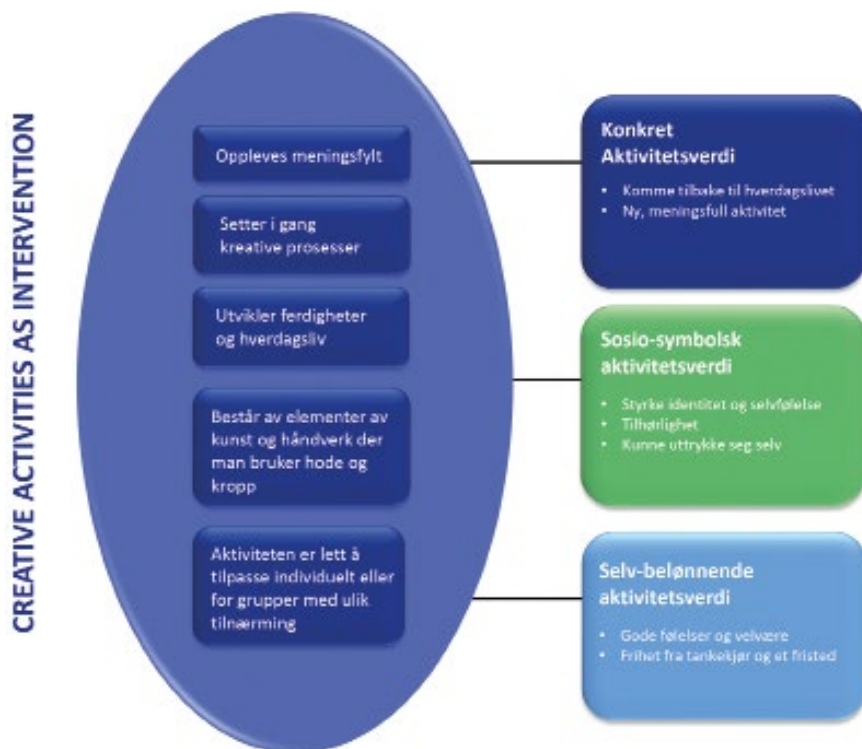 CREATIVE ACTIVITIES AS INTERVENTION
Oppleves meningsfylt
Setter i gang
kreative prosesser
Utvikler ferdigheter
og hverdagsliv
Består av elementer av
kunst og håndverk der
man bruker hode og
kropp
Aktiviteten er lett å
tilpasse individuelt eller
for grupper med ulik
tilnærming
Konkret
Aktivitetsverdi
• Komme tilbake til hverdagslivet
• Ny, meningsfull aktivitet
Sosio-symbolsk
aktivitetsverdi
• Styrke identitet og selvfølelse
• Tilhørlighet
• Kunne uttrykke seg selv
Selv-belønnende
aktivitetsverdi
• Gode følelser og velvære
• Frihet fra tankekjør og et fristed